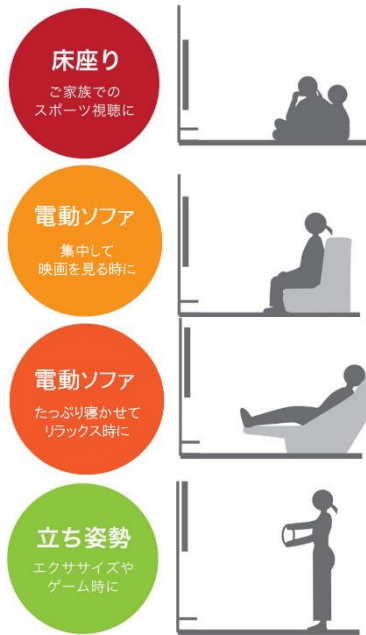 床座り
ご家族での
スポーツ視聴に
電動ソファ
集中して
映画を見る時に
電動ソファ
たっぷり寝かせて
リラックス時に
立ち姿勢
エクササイズや
ゲーム時に